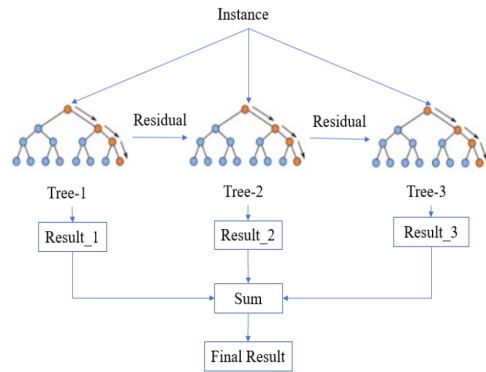 Instance
Residual
Residual
Tree-1
Tree-2
Tree-3
Result_1
Result_2
Result_3
Sum
Final Result